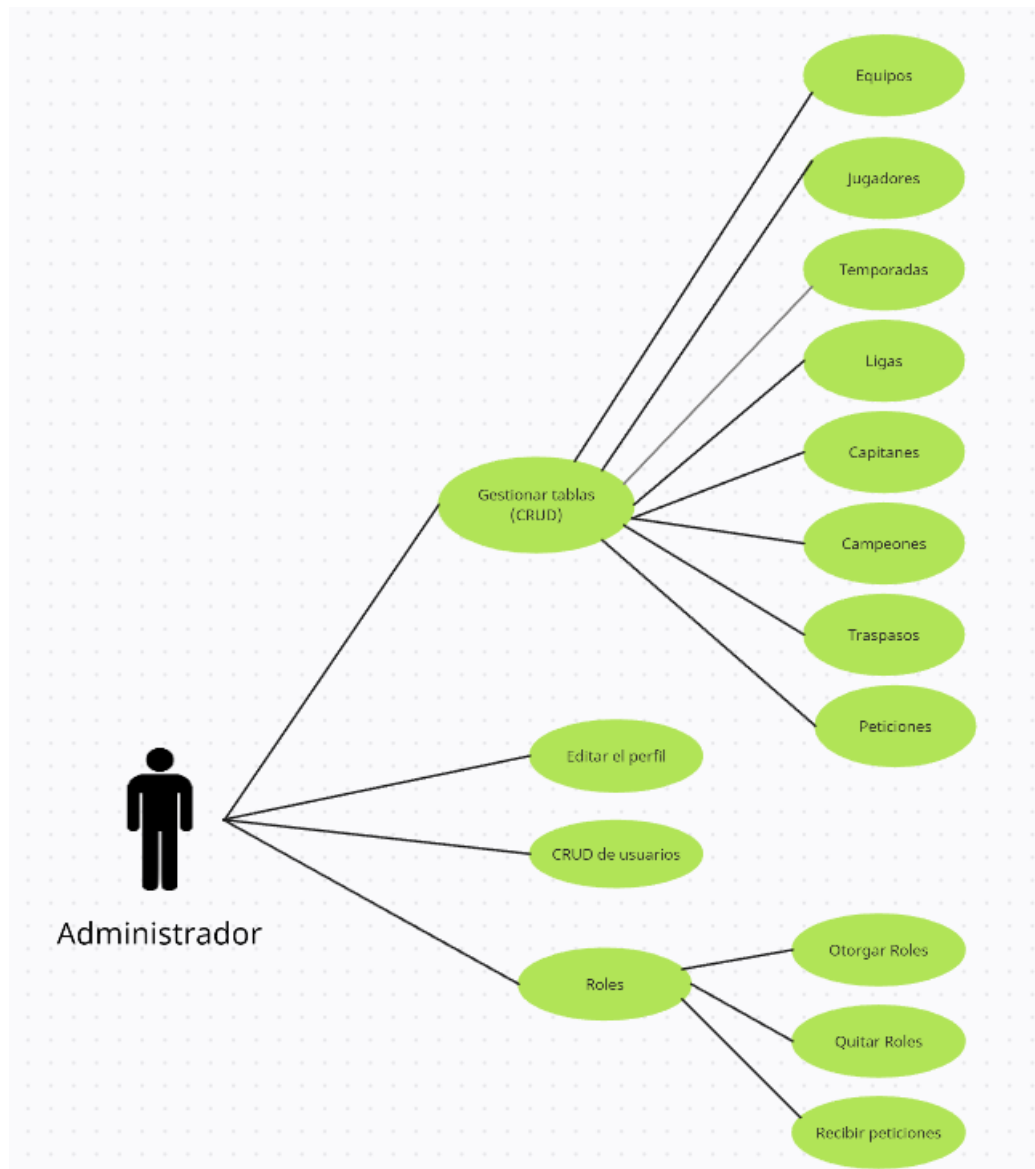 Equipos
Jugadores
Temporadas
Ligas
Capitanes
Gestionar tablas
(CRUD)
Campeones
Traspasos
Peticiones
Editar el perfil
CRUD de usuarios
Administrador
Otorgar Roles
Roles
Quitar Roles
Recibir peticiones